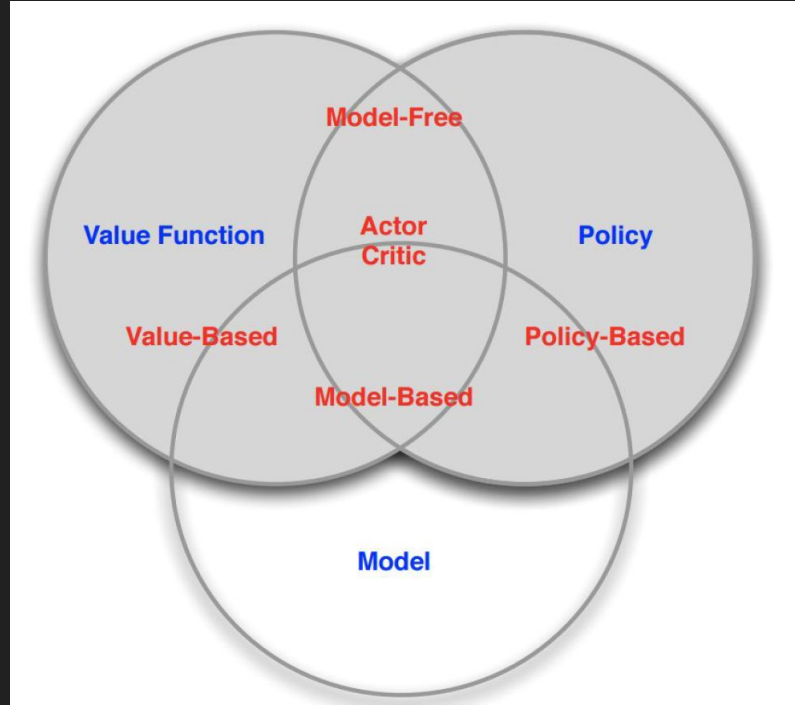 Model-Free
Value Function
Actor
Critic
Policy
Value-Based
Policy-Based
Model-Based
Model